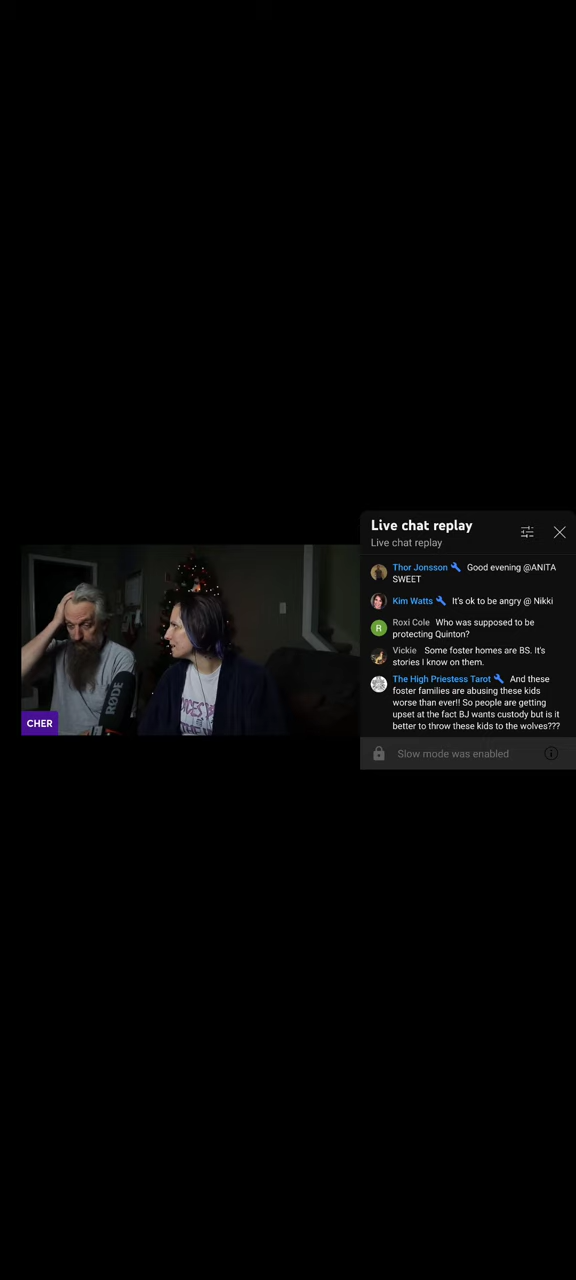 Live chat replay
Live chat replay
Thor Jonsson Good evening @ANITA
SWEET
Kim Watts It's ok to be angry @ Nikki
R
Roxi Cole Who was supposed to be
protecting Quinton?
Vickie Some foster homes are BS. It's
stories I know on them.
The High Priestess Tarot And these
foster families are abusing these kids
worse than ever!! So people are getting
upset at the fact BJ wants custody but is it
better to throw these kids to the wolves???
Slow mode was enabled
RØDE
CHER